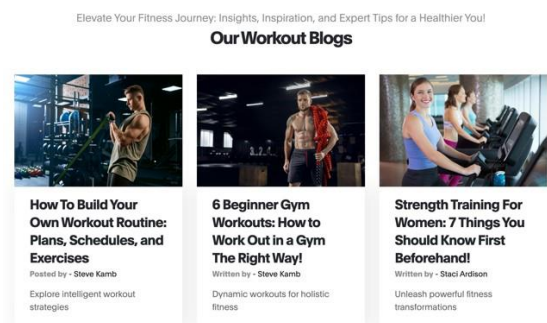 Elevate Your Fitness Journey: Insights, Inspiration, and Expert Tips for a Healthier You!
Our Workout Blogs
How To Build Your
Own Workout Routine:
Plans, Schedules, and
Exercises
Posted by - Steve Kamb
Explore intelligent workout
strategies
6 Beginner Gym
Workouts: How to
Work Out in a Gym
The Right Way!
Written by - Steve Kamb
Dynamic workouts for holistic
fitness
Strength Training For
Women: 7 Things You
Should Know First
Beforehand!
Written by - Staci Ardison
Unleash powerful fitness
transformations